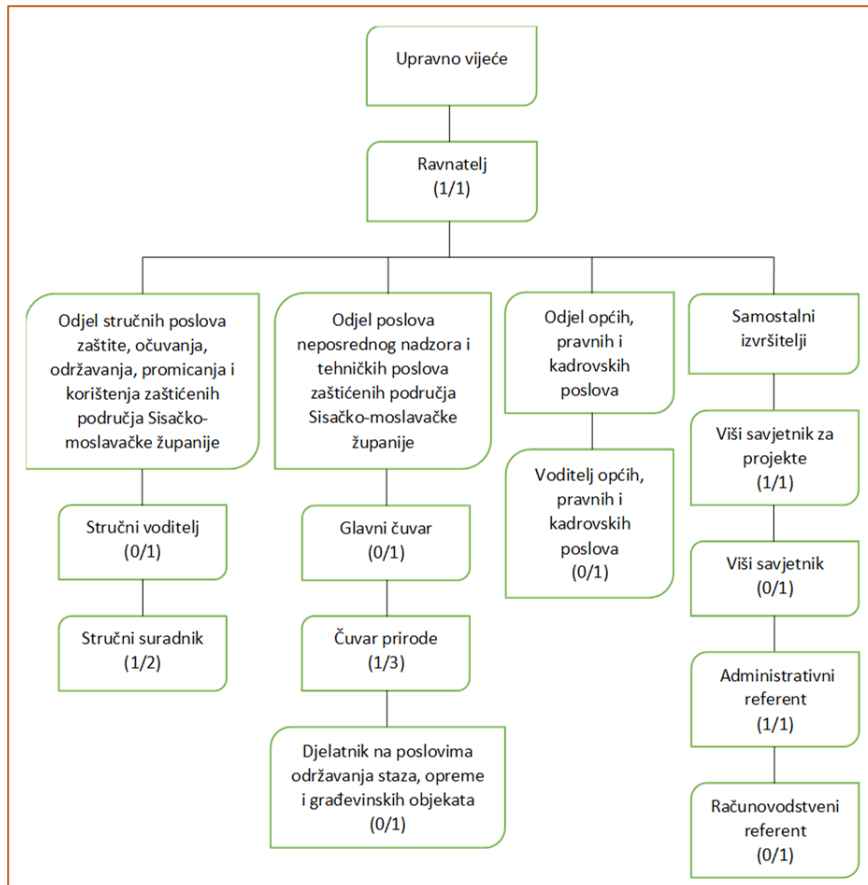 Upravno vijeće
Ravnatelj
(1/1)
Odjel stručnih poslova
zaštite, očuvanja,
održavanja, promicanja i
korištenja zaštićenih
područja Sisačko-
moslavačke županije
Stručni voditelj
(0/1)
Stručni suradnik
(1/2)
Odjel poslova
neposrednog nadzora i
tehničkih poslova
zaštićenih područja
Sisačko-moslavačke
županije
Glavni čuvar
(0/1)
Čuvar prirode
(1/3)
Djelatnik na poslovima
održavanja staza, opreme
i građevinskih objekata
(0/1)
Odjel općih,
pravnih i
kadrovskih
poslova
Voditelj općih,
pravnih i
kadrovskih
poslova
(0/1)
Samostalni
izvršitelji
Viši savjetnik za
projekte
(1/1)
Viši savjetnik
(0/1)
Administrativni
referent
(1/1)
Računovodstveni
referent
(0/1)